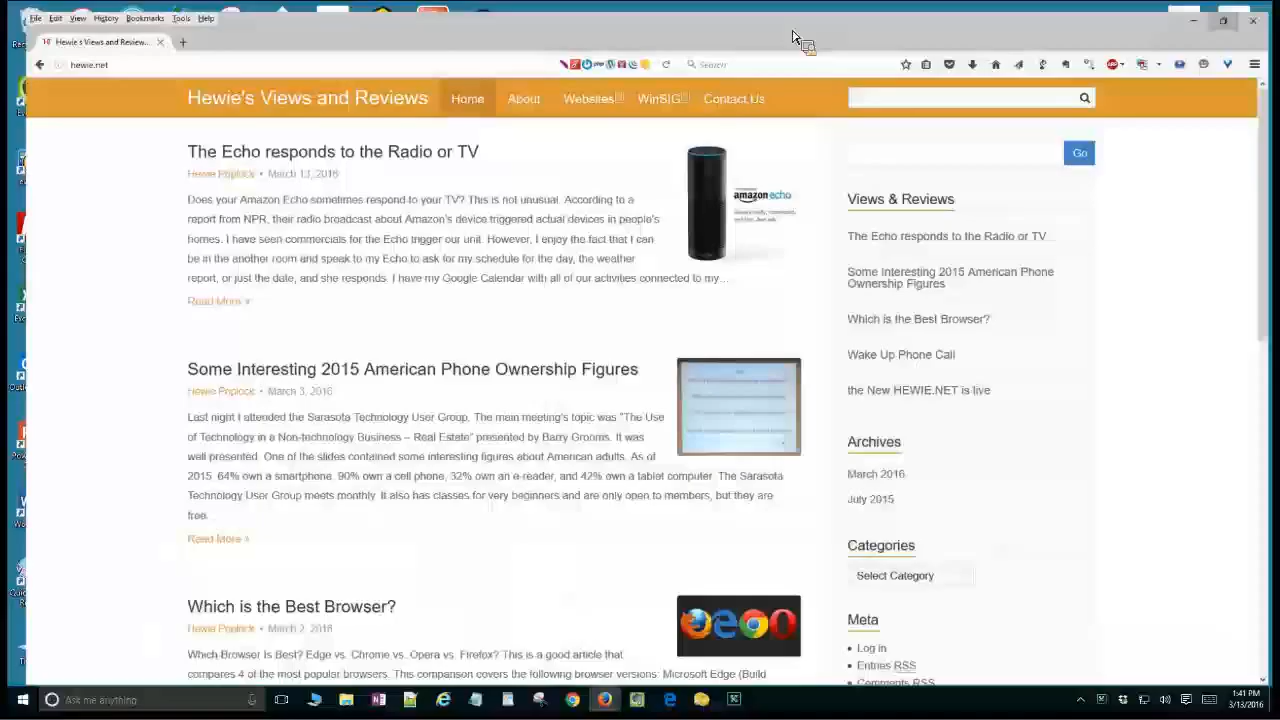 File Edit View History Bookmarks Tools Help
Hewie's Views and Review...
hewie.net
Search
Hewie's Views and Reviews Home About Websites WinSIG Contact Us
The Echo responds to the Radio or TV
Hewie Poplock • March 13, 2016
Does your Amazon Echo sometimes respond to your TV? This is not unusual. According to a
report from NPR, their radio broadcast about Amazon's device triggered actual devices in people's
homes. I have seen commercials for the Echo trigger our unit. However, I enjoy the fact that I can
be in the another room and speak to my Echo to ask for my schedule for the day, the weather
report, or just the date, and she responds. I have my Google Calendar with all of our activities connected to my…
Read More »
amazon echo
Some Interesting 2015 American Phone Ownership Figures
Hewie Poplock • March 3, 2016
Last night I attended the Sarasota Technology User Group. The main meeting's topic was "The Use
of Technology in a Non-technology Business – Real Estate" presented by Barry Grooms. It was
well presented. One of the slides contained some interesting figures about American adults. As of
2015, 64% own a smartphone, 90% own a cell phone, 32% own an e-reader, and 42% own a tablet computer. The Sarasota
Technology User Group meets monthly. It also has classes for very beginners and are only open to members, but they are
free.
Read More »
Which is the Best Browser?
Hewie Poplock • March 2, 2016
Which Browser Is Best? Edge vs. Chrome vs. Opera vs. Firefox? This is a good article that
compares 4 of the most popular browsers. This comparison covers the following browser versions: Microsoft Edge (Build
Go
Views & Reviews
The Echo responds to the Radio or TV
Some Interesting 2015 American Phone
Ownership Figures
Which is the Best Browser?
Wake Up Phone Call
the New HEWIE.NET is live
Archives
March 2016
July 2015
Categories
Select Category
Meta
Log in
Entries RSS
Comments RSS
Ask me anything
1:41 PM
3/13/2016